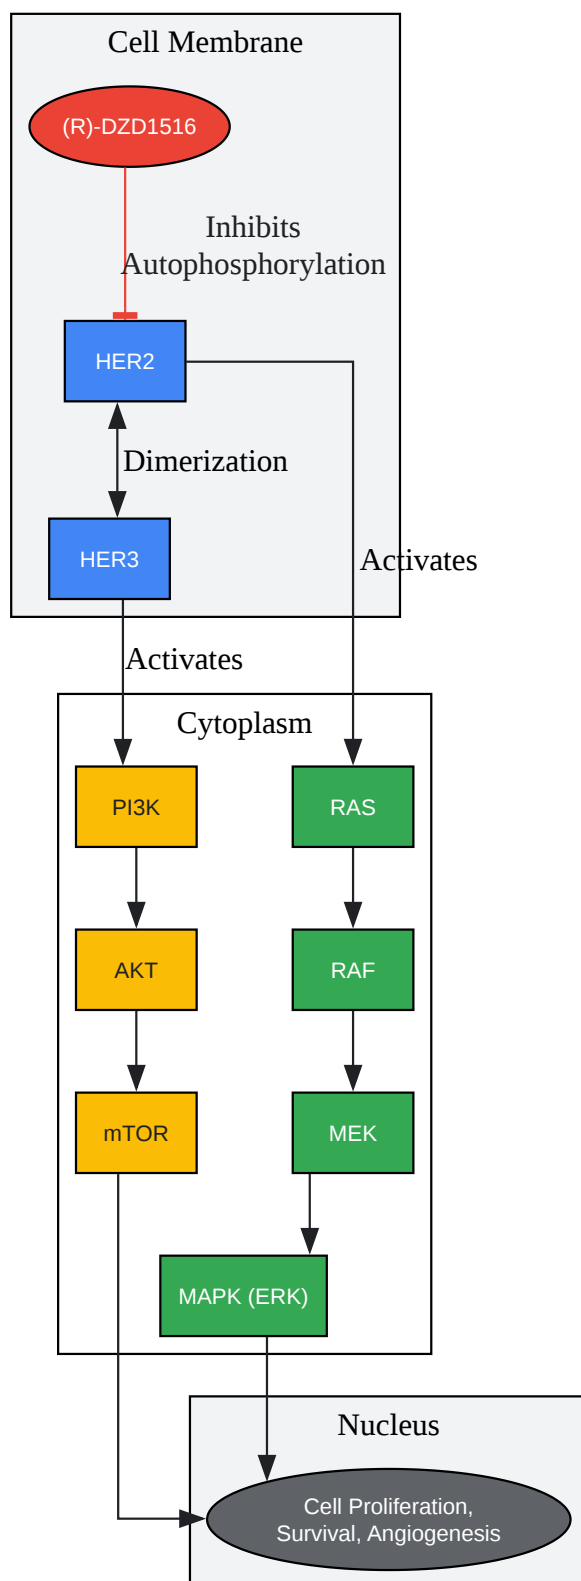 Cell Membrane
(R)-DZD1516
Inhibits
Autophosphorylation
HER2
Dimerization
HER3
Activates
Activates
Cytoplasm
PI3K
RAS
AKT
RAF
mTOR
MEK
MAPK (ERK)
Nucleus
Cell Proliferation,
Survival, Angiogenesis